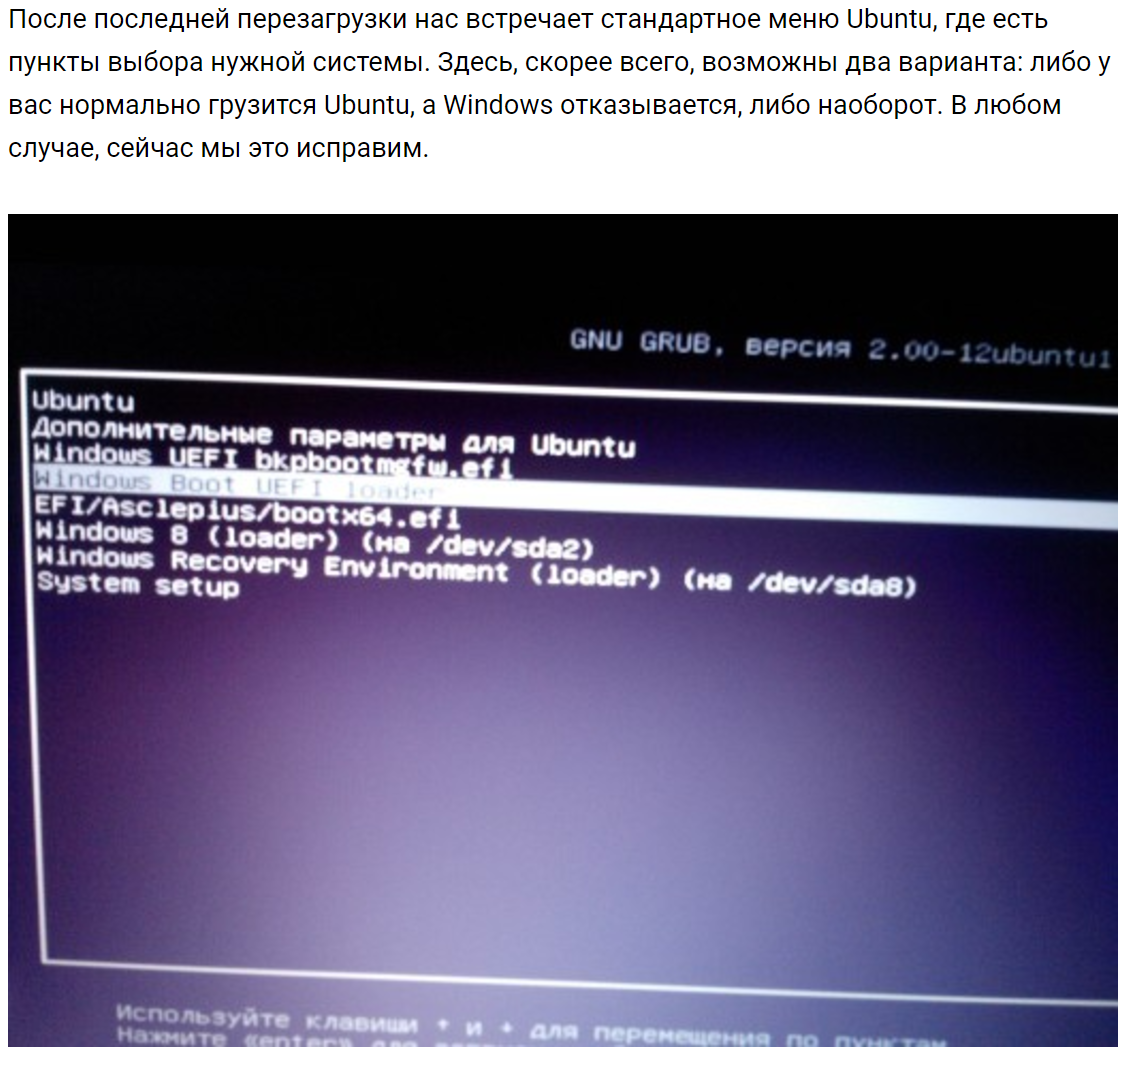 После последней перезагрузки нас встречает стандартное меню Ubuntu, где есть
пункты выбора нужной системы. Здесь, скорее всего, возможны два варианта: либо у
вас нормально грузится Ubuntu, а Windows отказывается, либо наоборот. В любом
случае, сейчас мы это исправим.
GNU GRUB, версия 2.00-12ubuntu1
Ubuntu
Дополнительные параметры для Ubuntu
Windows UEFI bkpbootmgfw.efi
Windows Boot UEFI loader
EFI/Asclepius/bootx64.efi
Windows 8 (loader) (на /dev/sda2)
Windows Recovery Environment (loader) (на /dev/sda8)
System setup
Используйте клавиши и для перемещения по пунктам
Нажмите «enter» для